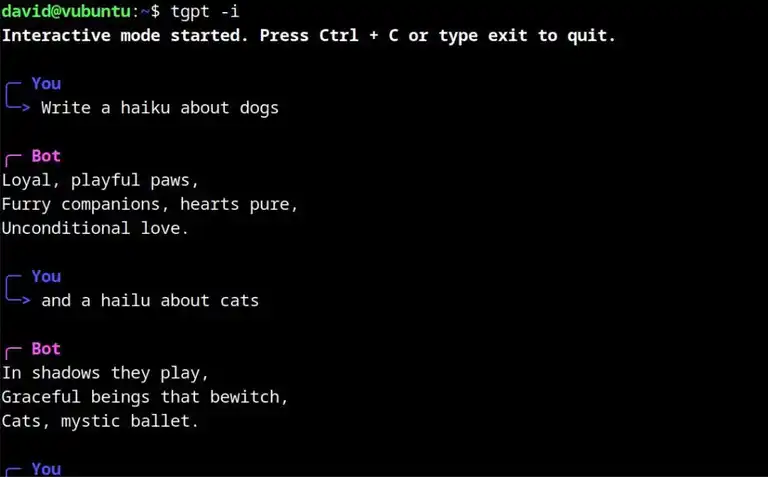 david@vubuntu:~$ tgpt -i
Interactive mode started. Press Ctrl + C or type exit to quit.
╭─ You
╰─> Write a haiku about dogs
╭─ Bot
Loyal, playful paws,
Furry companions, hearts pure,
Unconditional love.
╭─ You
╰─> and a hailu about cats
╭─ Bot
In shadows they play,
Graceful beings that bewitch,
Cats, mystic ballet.
╭─ You